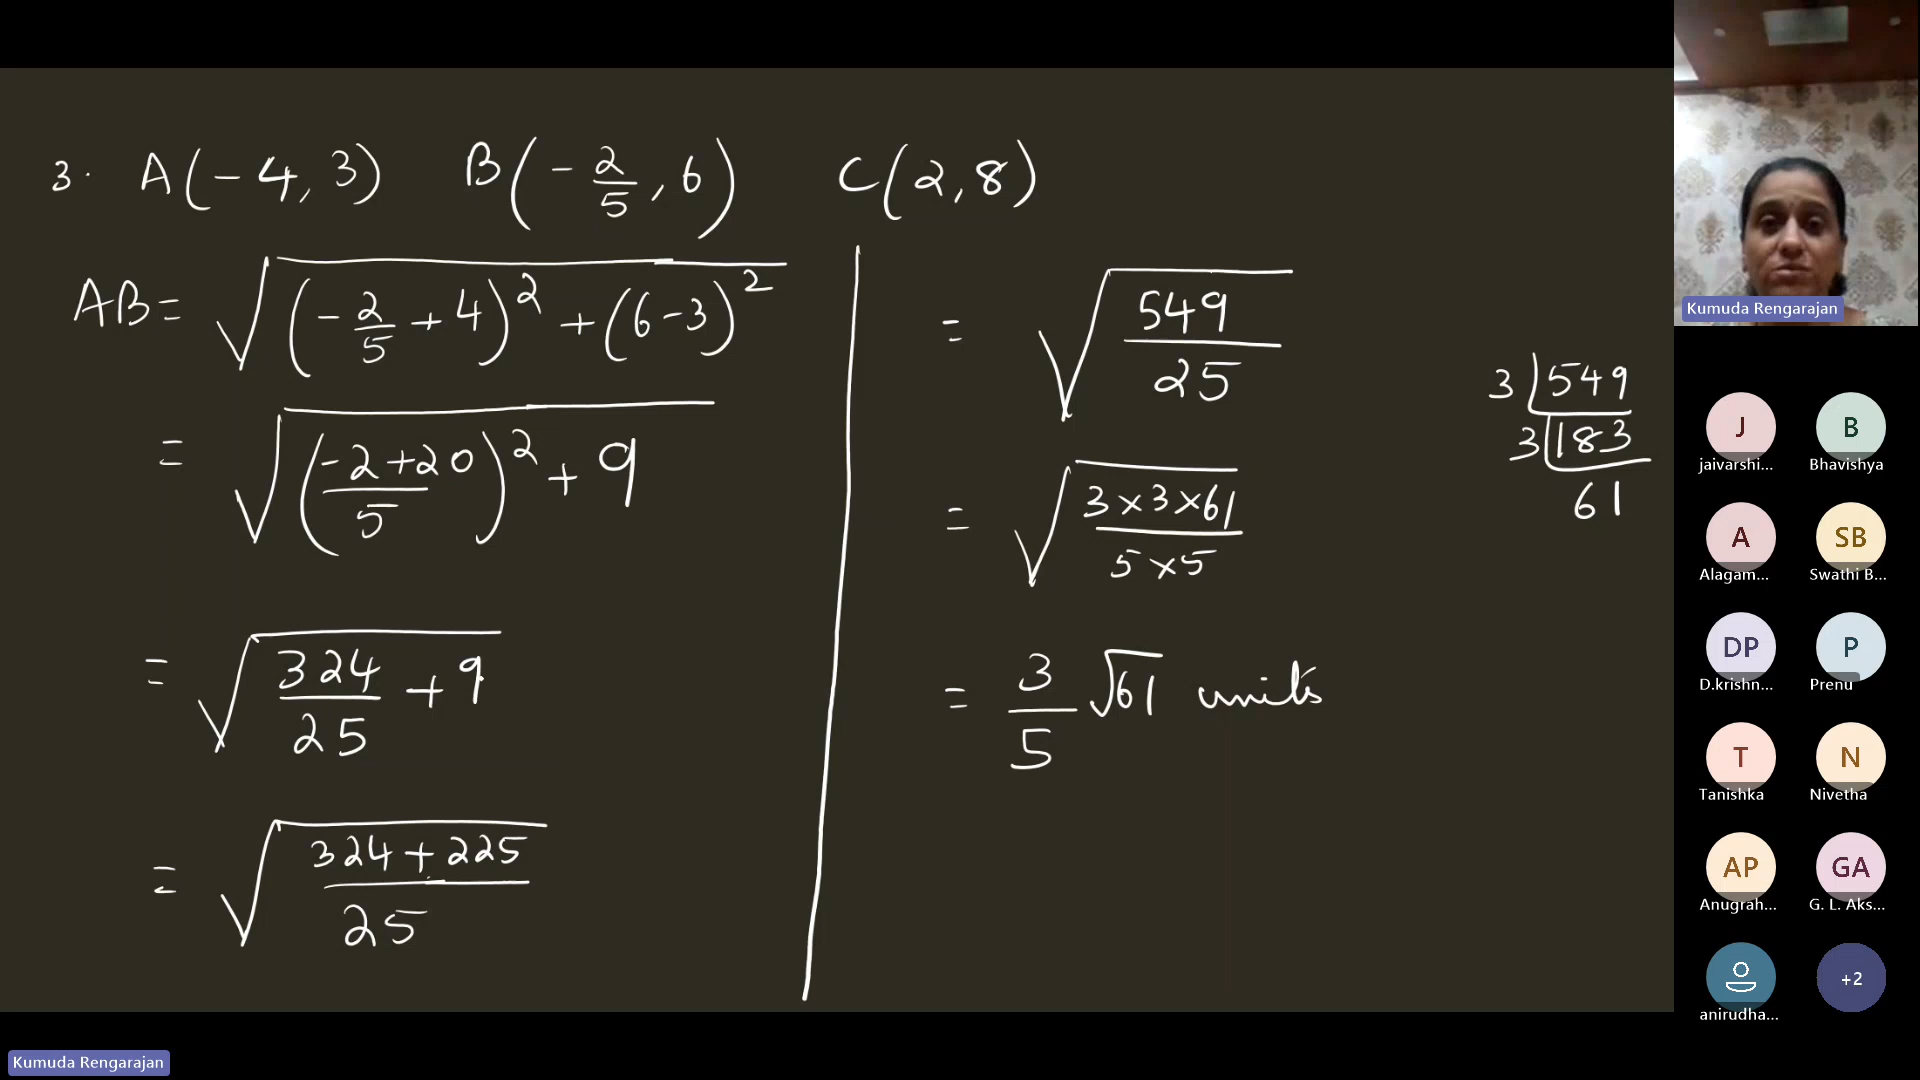 3. A(-4, 3) B(-2/5, 6) C(2, 8)
AB = √((-2/5 + 4)² + (6-3)²)
= √((-2+20/5)² + 9)
= √(324/25 + 9)
= √(324+225/25)
= √(549/25)
= √(3×3×61/5×5)
= 3/5 √61 units
3 | 549
3 | 183
61
Kumuda Rengarajan
J
jaivarshi...
B
Bhavishya
A
Alagam...
SB
Swathi B...
DP
D.krishn...
P
Prenu
T
Tanishka
N
Nivetha
AP
Anugrah...
GA
G. L. Aks...
anirudha...
+2
Kumuda Rengarajan